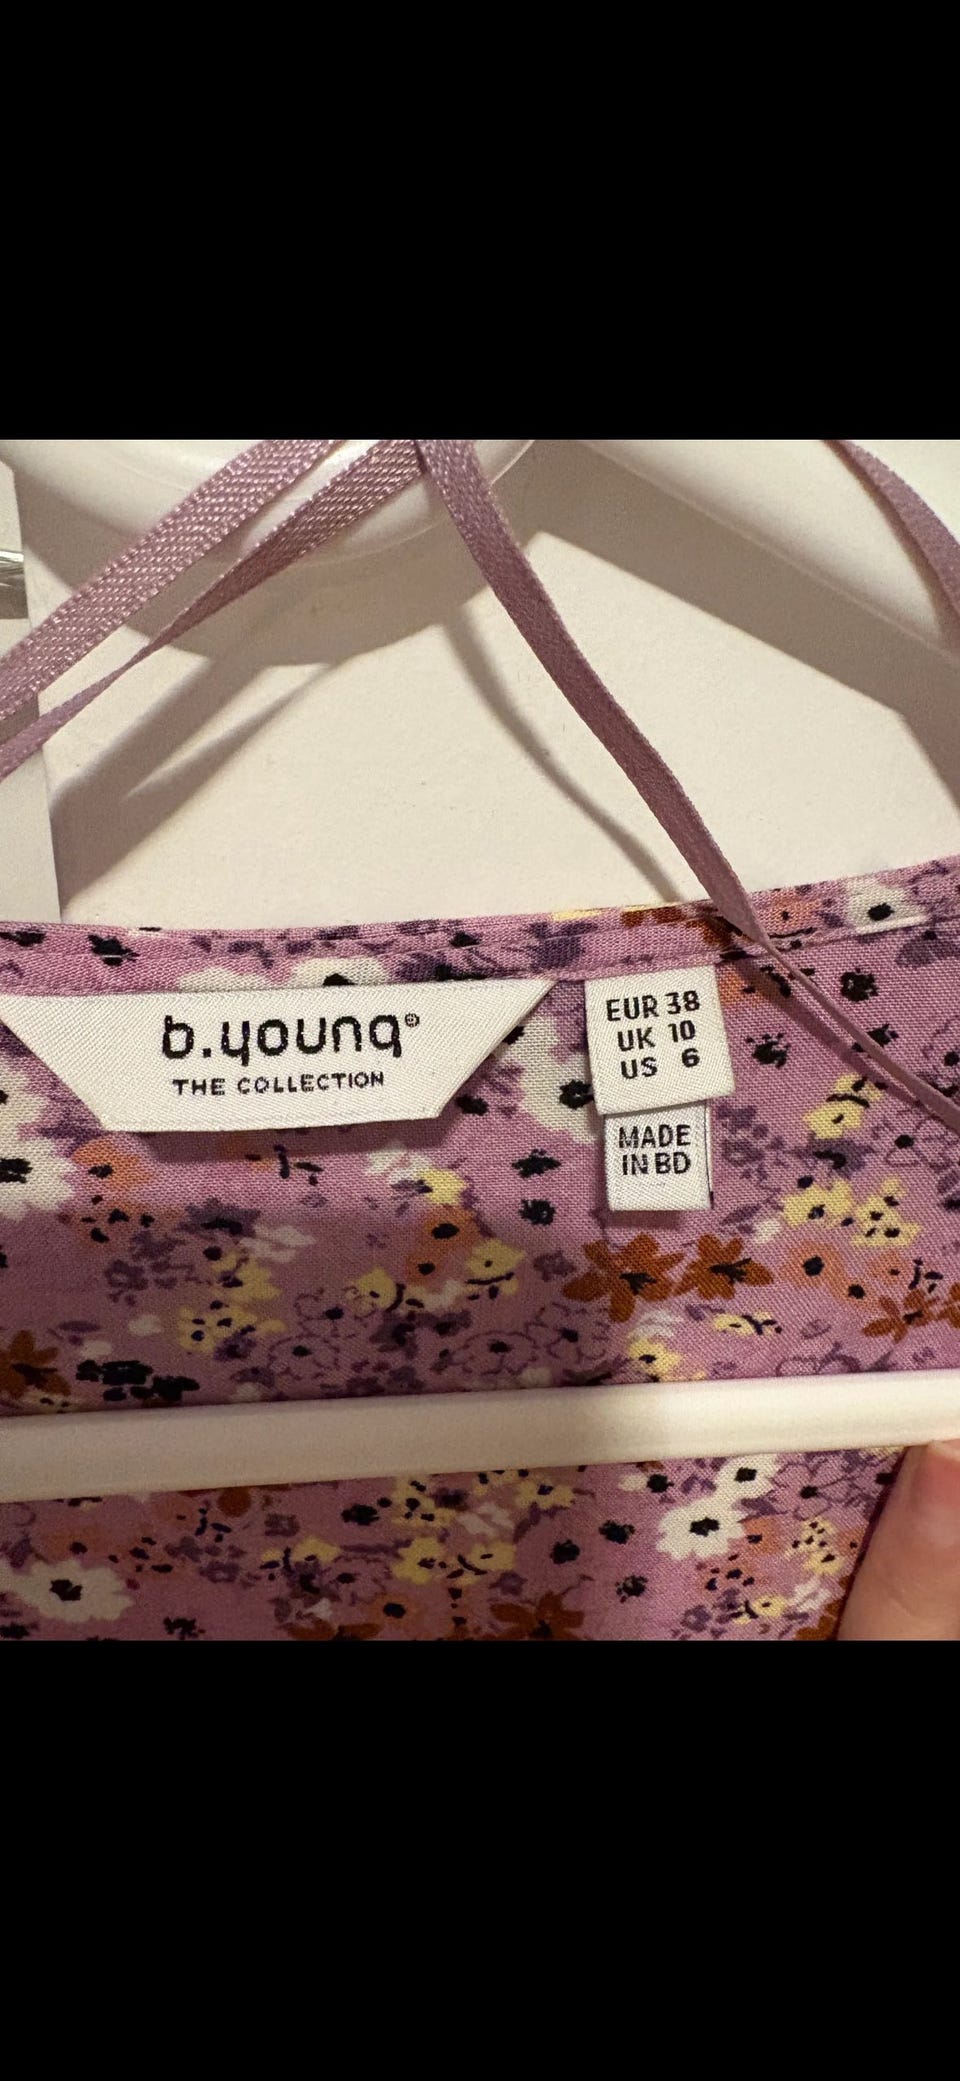 b.young®
THE COLLECTION
EUR 38
UK 10
US 6
MADE
IN BD